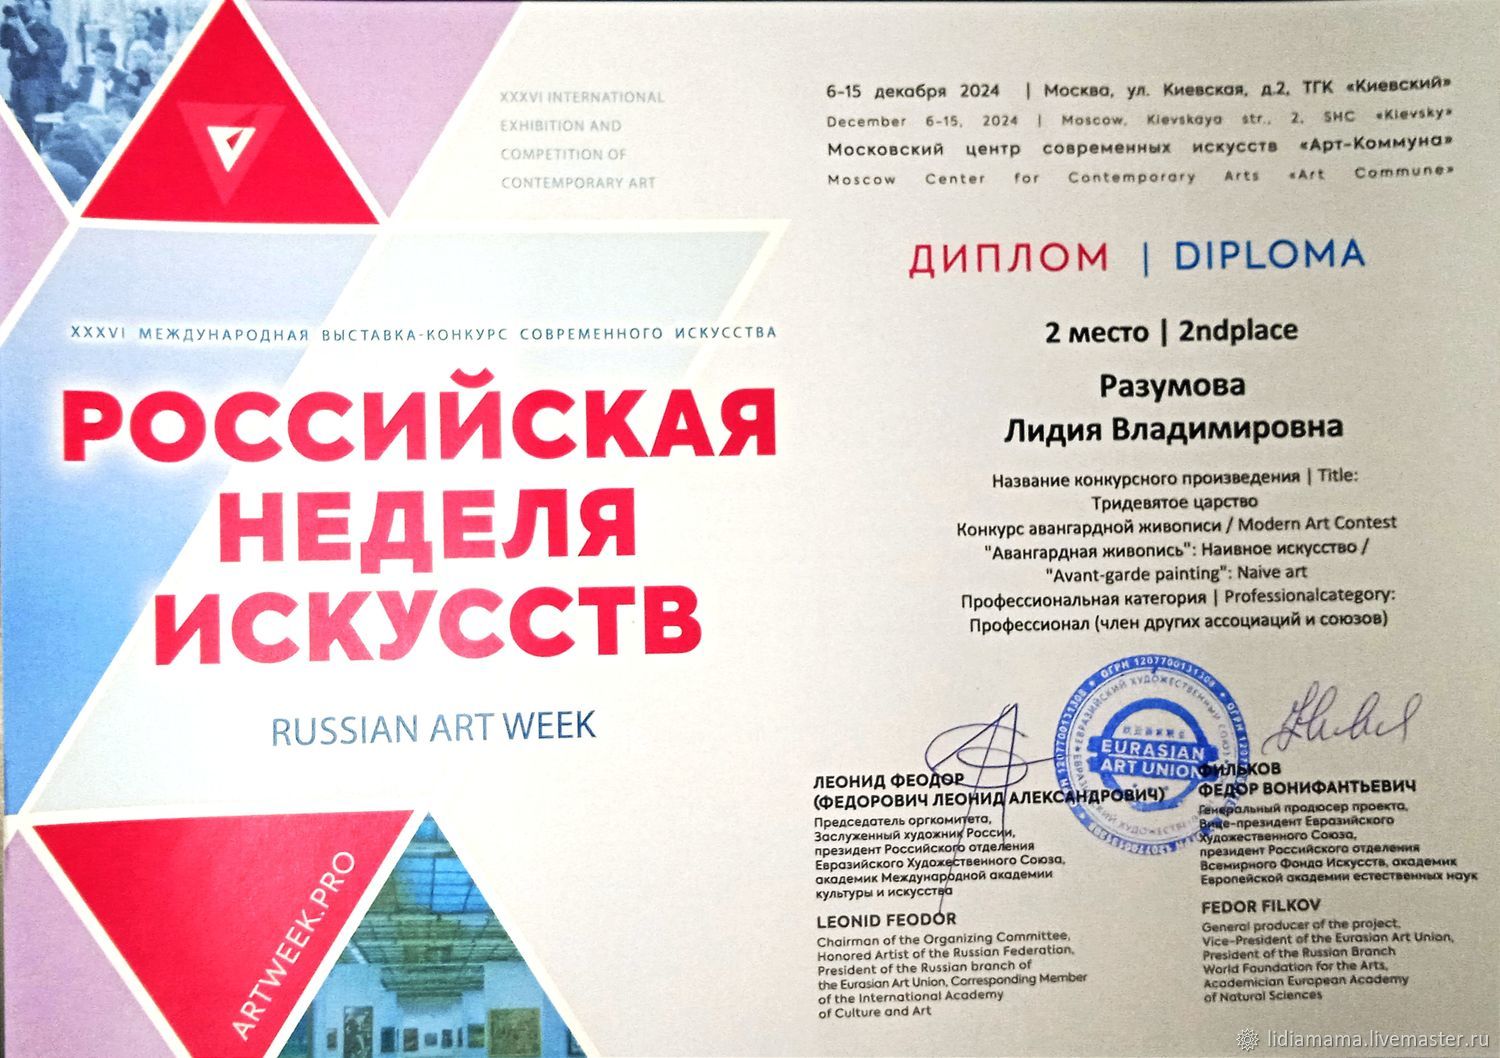 XXXVI INTERNATIONAL
EXHIBITION AND
COMPETITION OF
CONTEMPORARY ART
XXXVI МЕЖДУНАРОДНАЯ ВЫСТАВКА-КОНКУРС СОВРЕМЕННОГО ИСКУССТВА
РОССИЙСКАЯ
НЕДЕЛЯ
ИСКУССТВ
RUSSIAN ART WEEK
ARTWEEK.PRO
6-15 декабря 2024 | Москва, ул. Киевская, д.2, ТГК «Киевский»
December 6-15, 2024 | Moscow, Kievskaya str., 2, SHC «Kievsky»
Московский центр современных искусств «Арт-Коммуна»
Moscow Center for Contemporary Arts «Art Commune»
ДИПЛОМ | DIPLOMA
2 место | 2ndplace
Разумова
Лидия Владимировна
Название конкурсного произведения | Title:
Тридевятое царство
Конкурс авангардной живописи / Modern Art Contest
"Авангардная живопись": Наивное искусство /
"Avant-garde painting": Naive art
Профессиональная категория | Professionalcategory:
Профессионал (член других ассоциаций и союзов)
ОГРН 1207700131308
EURASIAN
ART UNION
ЛЕОНИД ФЕОДОР
(ФЕДОРОВИЧ ЛЕОНИД АЛЕКСАНДРОВИЧ)
Председатель оргкомитета,
Заслуженный художник России,
президент Российского отделения
Евразийского Художественного Союза,
академик Международной академии
культуры и искусства
LEONID FEODOR
Chairman of the Organizing Committee,
Honored Artist of the Russian Federation,
President of the Russian branch of
the Eurasian Art Union, Corresponding Member
of the International Academy
of Culture and Art
ФИЛЬКОВ
ФЕДОР ВОНИФАНТЬЕВИЧ
Генеральный продюсер проекта,
Вице-президент Евразийского
Художественного Союза,
президент Российского отделения
Всемирного Фонда Искусств, академик
Европейской академии естественных наук
FEDOR FILKOV
General producer of the project,
Vice-President of the Eurasian Art Union,
President of the Russian Branch
World Foundation for the Arts,
Academician European Academy
of Natural Sciences
lidiamama.livemaster.ru